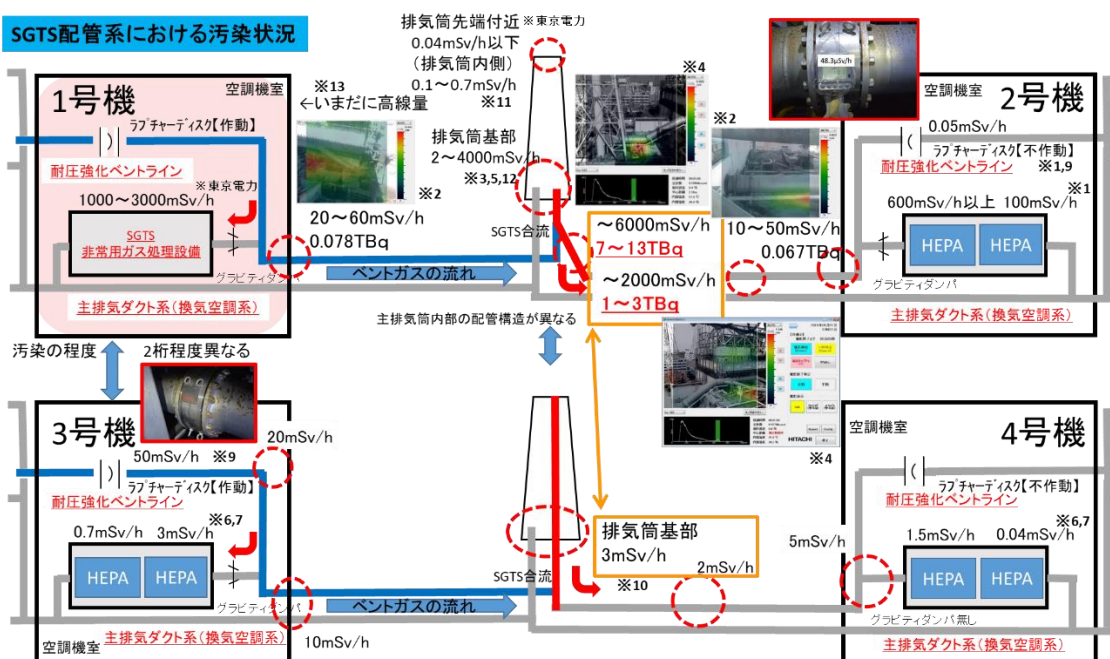 SGTS配管系における汚染状況
排気筒先端付近 ※東京電力
0.04mSv/h以下
（排気筒内側）
0.1～0.7mSv/h
※11
排気筒基部
2～4000mSv/h
※3,5,12
1号機
空調機室
ラプチャーディスク【作動】
耐圧強化ベントライン
※東京電力
1000～3000mSv/h
SGTS
非常用ガス処理設備
グラビティダンパ
主排気ダクト系（換気空調系）
※13
←いまだに高線量
※2
20～60mSv/h
0.078TBq
ベントガスの流れ
SGTS合流
※4
～6000mSv/h
7～13TBq
～2000mSv/h
1～3TBq
※2
10～50mSv/h
0.067TBq
48.3μSv/h
空調機室
2号機
0.05mSv/h
ラプチャーディスク【不作動】
耐圧強化ベントライン
※1,9
※1
600mSv/h以上 100mSv/h
HEPA HEPA
グラビティダンパ
主排気ダクト系（換気空調系）
主排気筒内部の配管構造が異なる
汚染の程度
2桁程度異なる
HITACHI
※4
3号機
20mSv/h
50mSv/h ※9
ラプチャーディスク【作動】
耐圧強化ベントライン
※6,7
0.7mSv/h 3mSv/h
HEPA HEPA
グラビティダンパ
主排気ダクト系（換気空調系）
空調機室
10mSv/h
ベントガスの流れ
SGTS合流
排気筒基部
3mSv/h
2mSv/h
※10
5mSv/h
空調機室
4号機
ラプチャーディスク【不作動】
耐圧強化ベントライン
※6,7
1.5mSv/h 0.04mSv/h
HEPA HEPA
グラビティダンパ無し
主排気ダクト系（換気空調系）